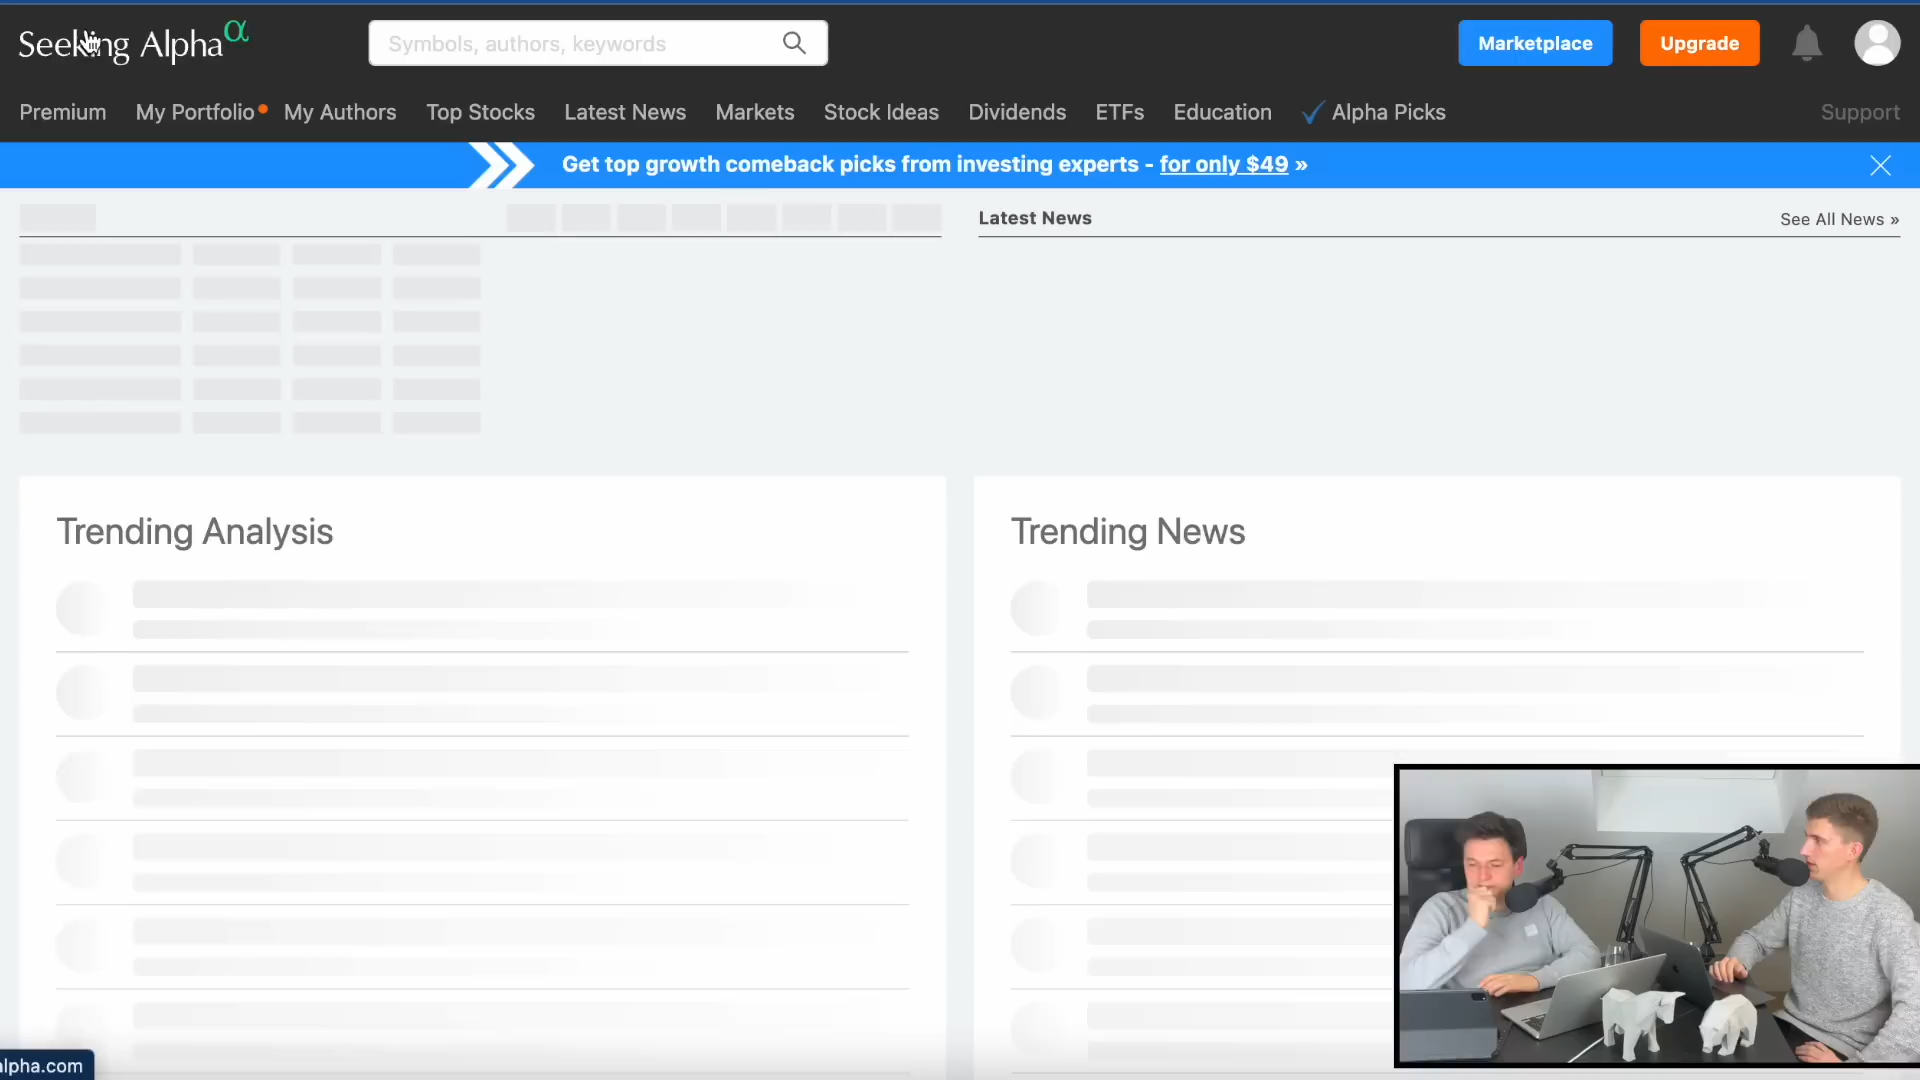 Seeking Alpha α
Symbols, authors, keywords
Marketplace
Upgrade
Premium
My Portfolio
My Authors
Top Stocks
Latest News
Markets
Stock Ideas
Dividends
ETFs
Education
Alpha Picks
Support
Get top growth comeback picks from investing experts - for only $49 »
Latest News
See All News »
Trending Analysis
Trending News
alpha.com